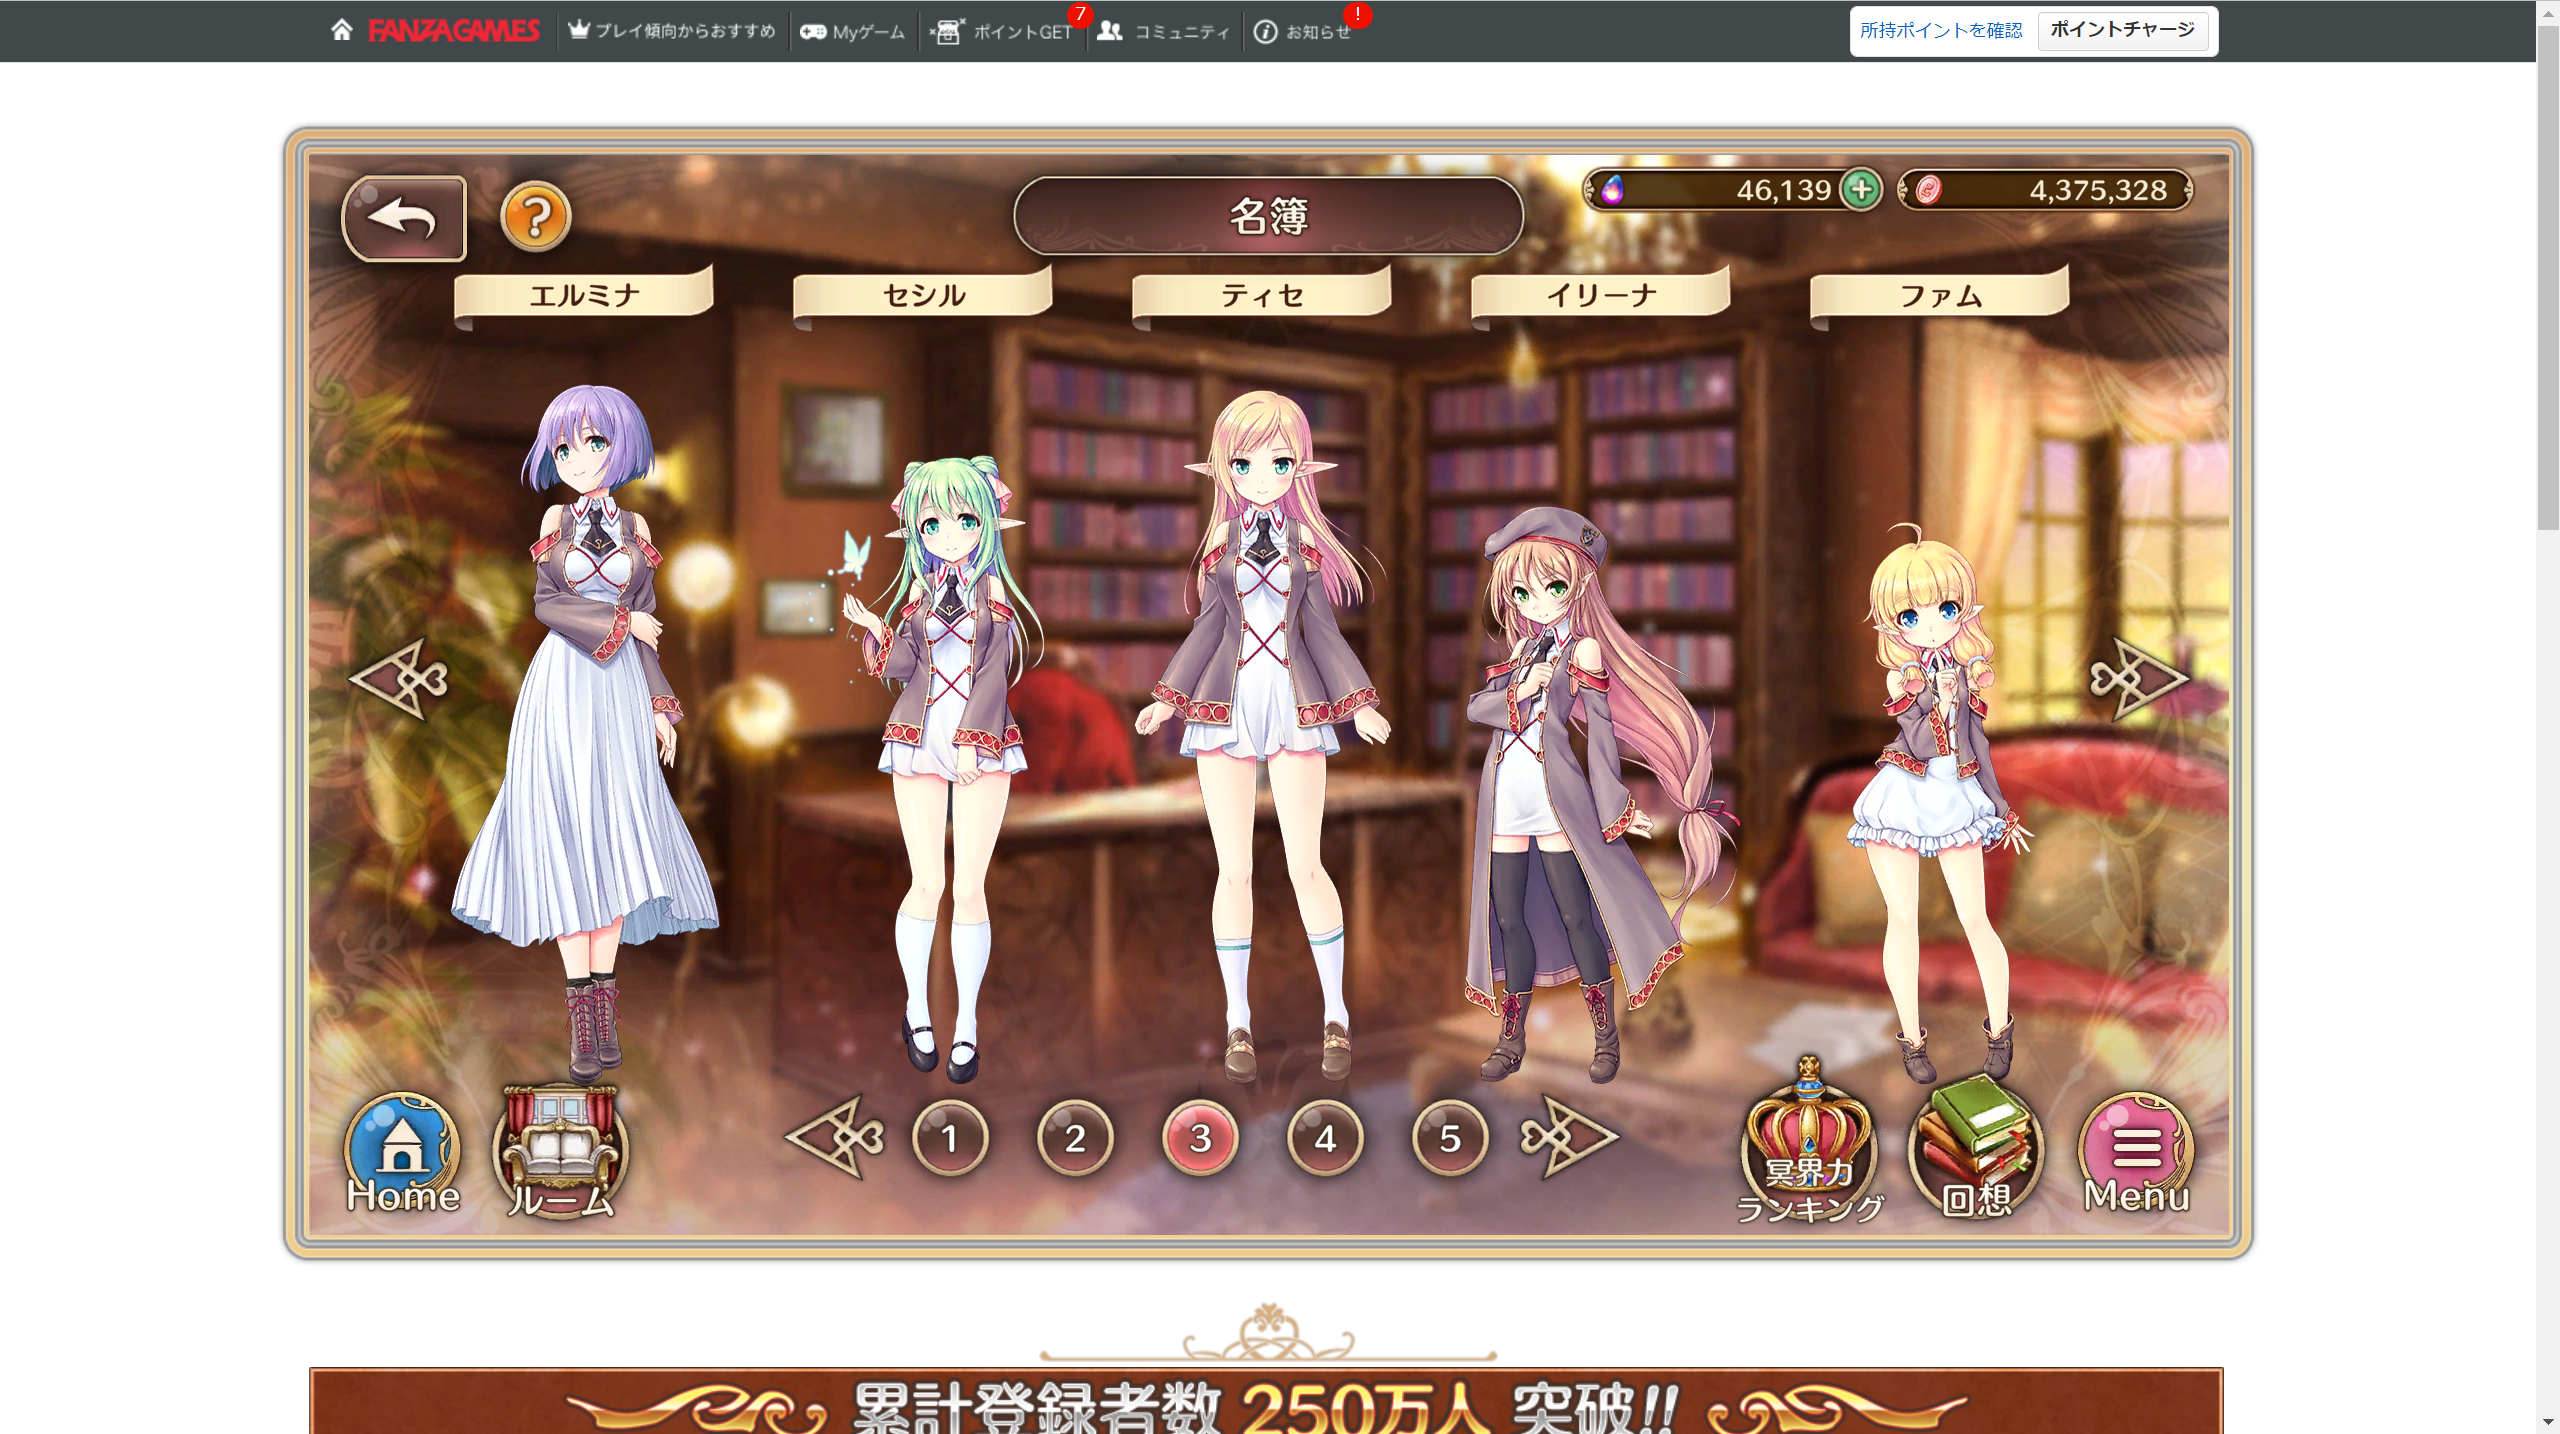 FANZA GAMES
プレイ傾向からおすすめ
Myゲーム
ポイントGET
7
コミュニティ
お知らせ
!
所持ポイントを確認
ポイントチャージ
?
名簿
46,139
4,375,328
エルミナ
セシル
ティセ
イリーナ
ファム
Home
ルーム
1
2
3
4
5
冥界力
ランキング
回想
Menu
累計登録者数 250万人 突破!!